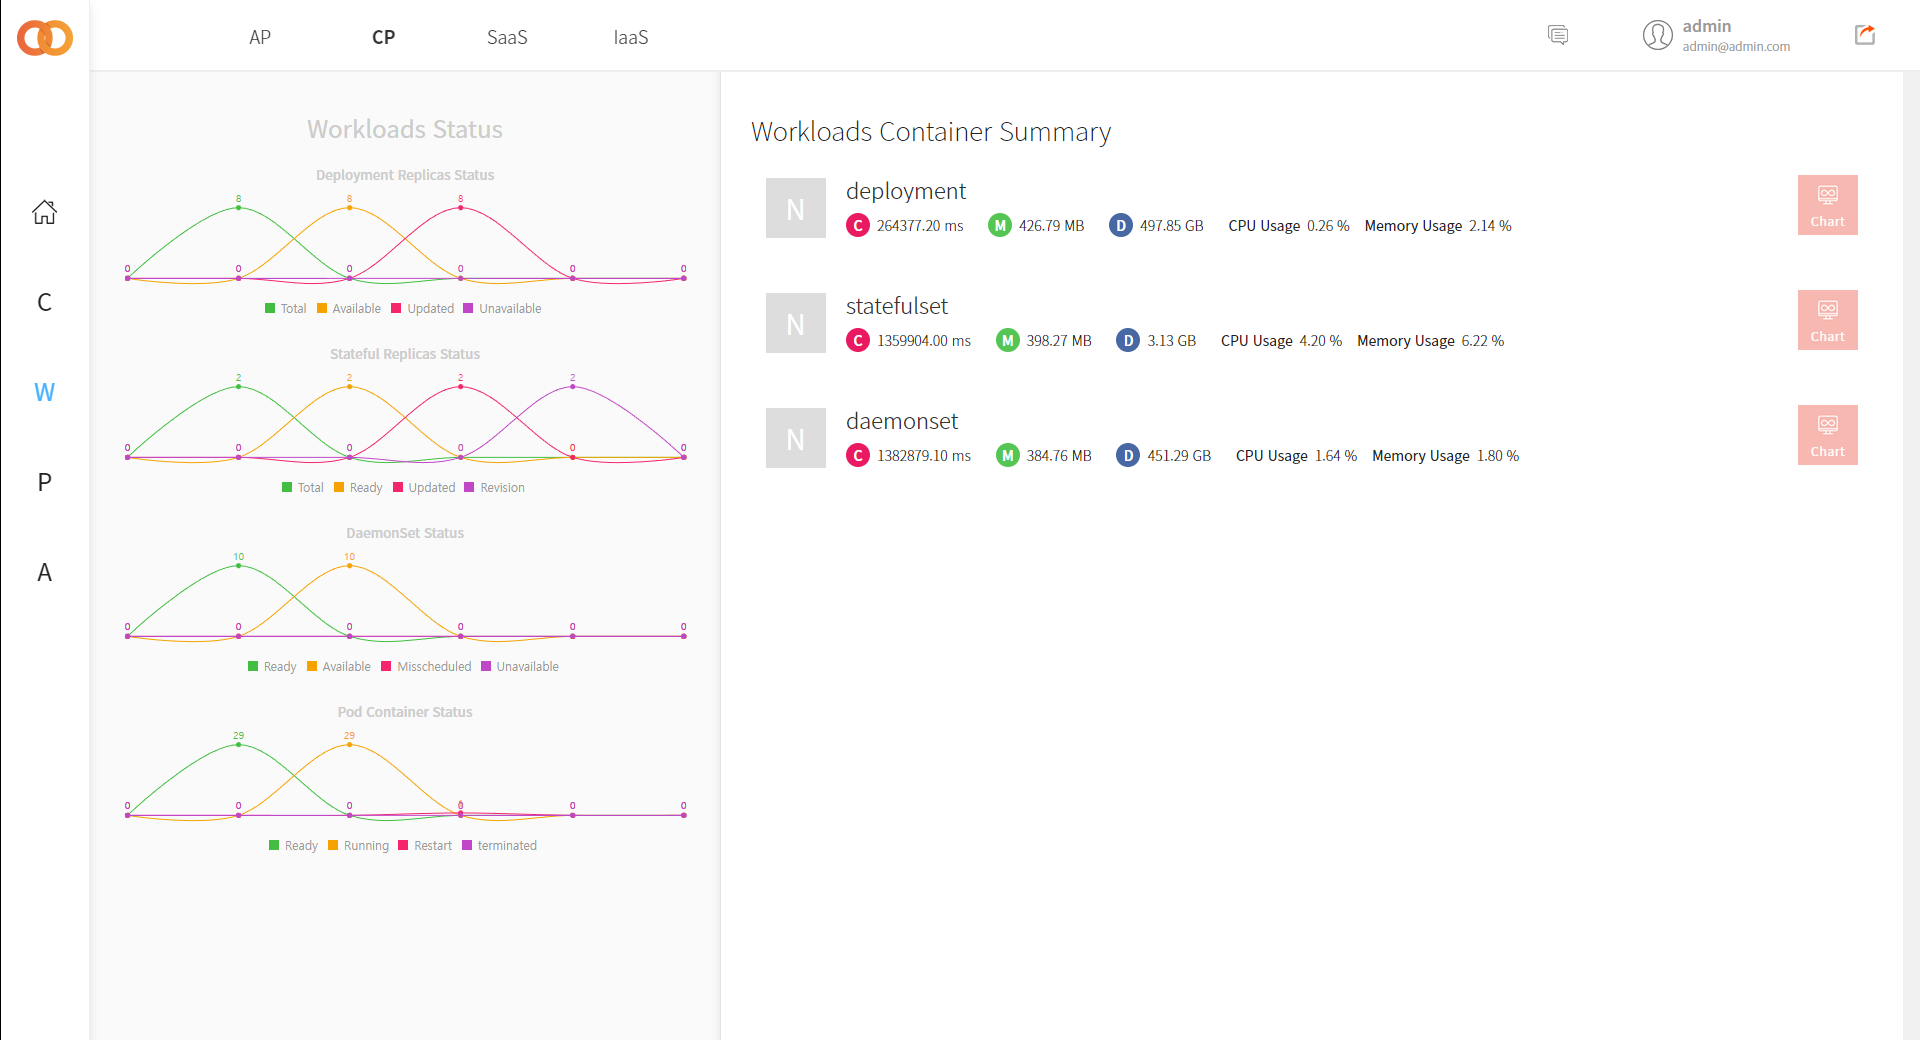 AP CP SaaS IaaS
admin
admin@admin.com
C
W
P
A
Workloads Status
Deployment Replicas Status
8 8 8
0 0 0 0 0 0
Total Available Updated Unavailable
Stateful Replicas Status
2 2 2 2
0 0 0 0 0 0
Total Ready Updated Revision
DaemonSet Status
10 10
0 0 0 0 0 0
Ready Available Misscheduled Unavailable
Pod Container Status
29 29
0 0 0 0 0
Ready Running Restart terminated
Workloads Container Summary
N
deployment
C 264377.20 ms M 426.79 MB D 497.85 GB CPU Usage 0.26 % Memory Usage 2.14 %
Chart
N
statefulset
C 1359904.00 ms M 398.27 MB D 3.13 GB CPU Usage 4.20 % Memory Usage 6.22 %
Chart
N
daemonset
C 1382879.10 ms M 384.76 MB D 451.29 GB CPU Usage 1.64 % Memory Usage 1.80 %
Chart